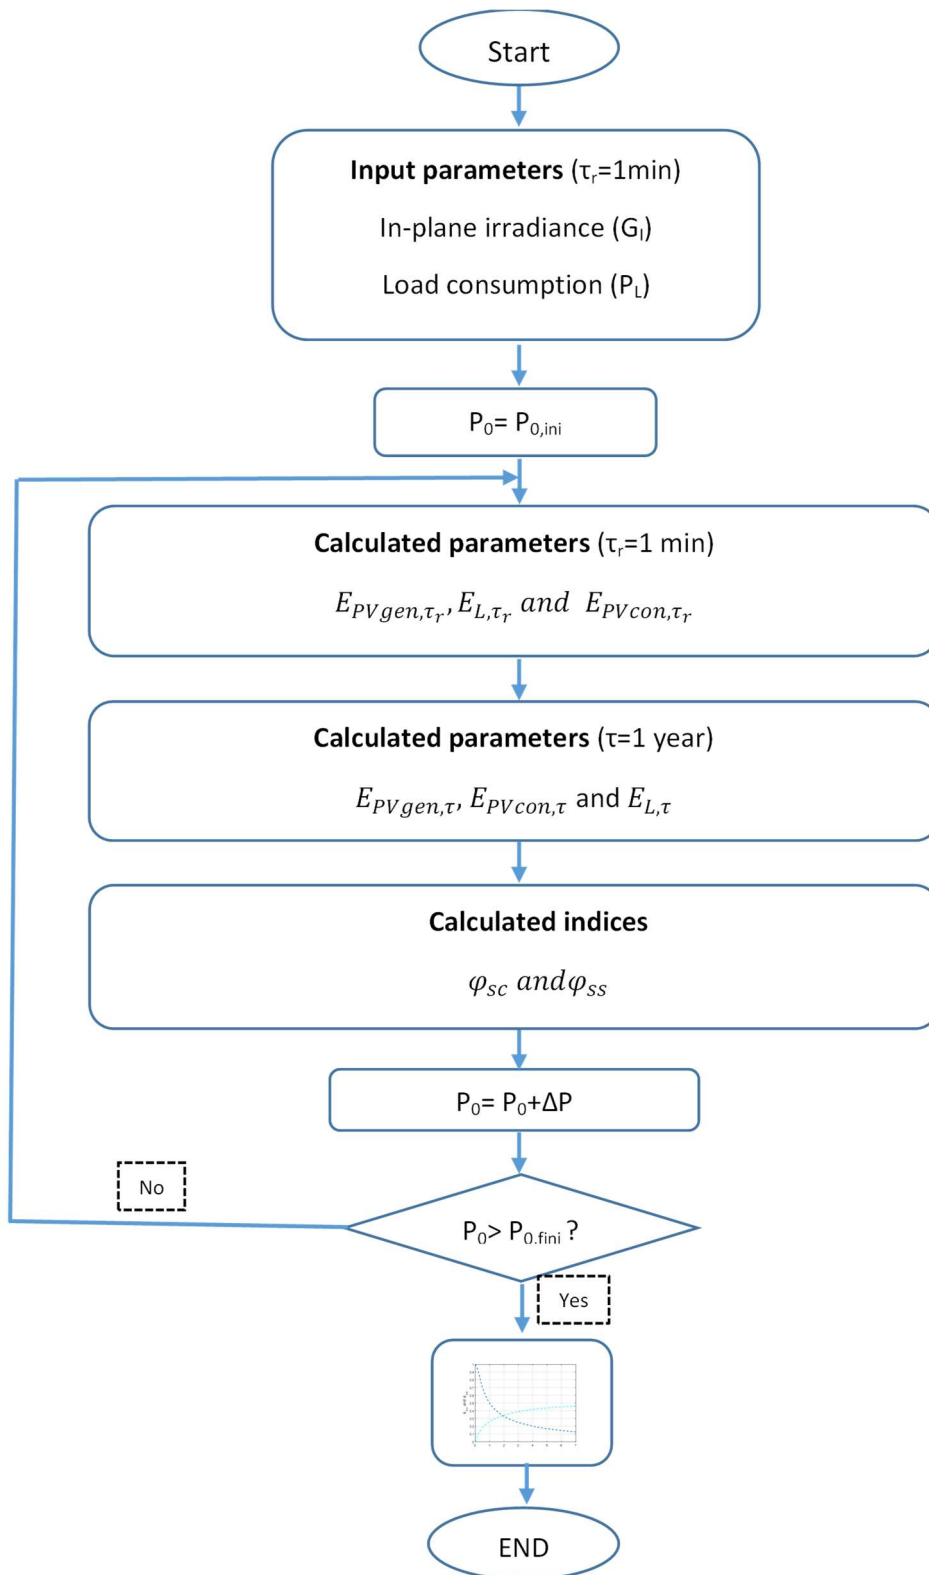 Start
Input parameters (τr=1min)
In-plane irradiance (GI)
Load consumption (PL)
P0= P0,ini
Calculated parameters (τr=1 min)
EPVgen,τr, EL,τr and EPVcon,τr
Calculated parameters (τ=1 year)
EPVgen,τ, EPVcon,τ and EL,τ
Calculated indices
φsc andφss
P0= P0+ΔP
No
P0> P0.fini ?
Yes
END